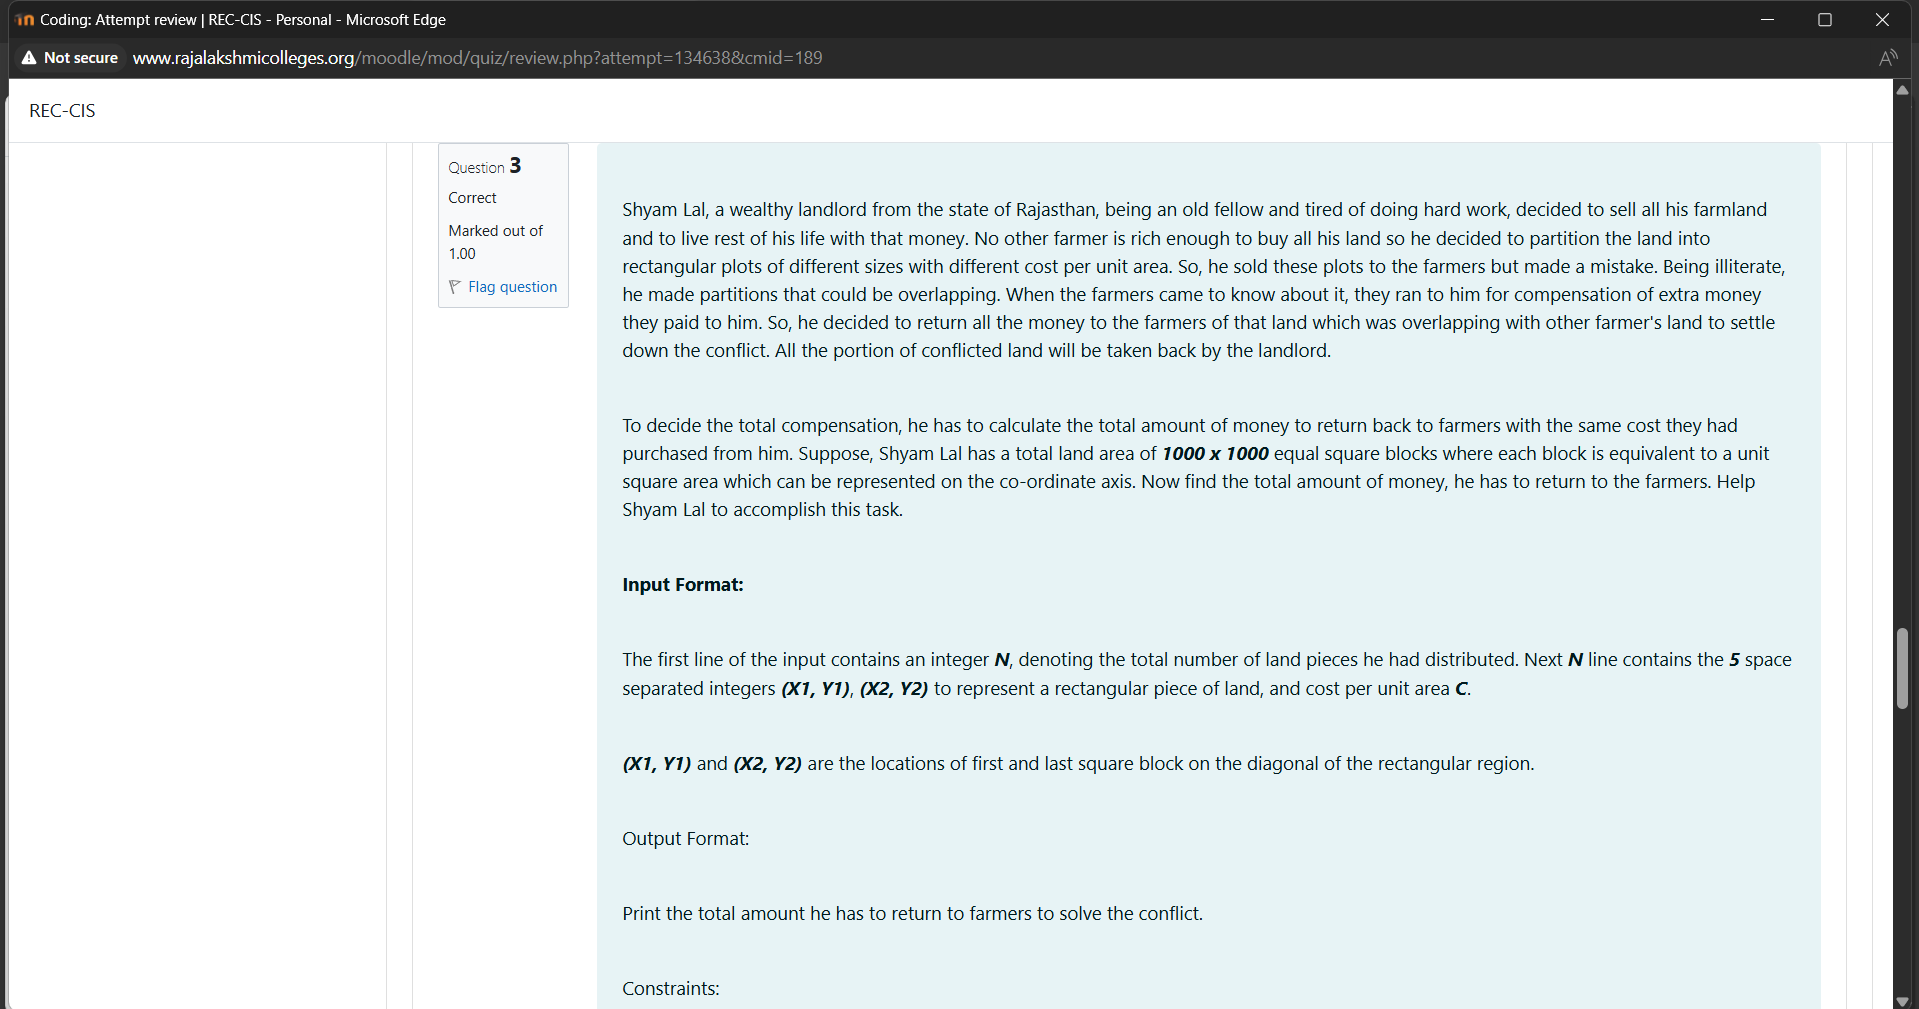 Coding: Attempt review | REC-CIS - Personal - Microsoft Edge
Not secure www.rajalakshmicolleges.org/moodle/mod/quiz/review.php?attempt=134638&cmid=189
REC-CIS
Question 3
Correct
Marked out of
1.00
Flag question
Shyam Lal, a wealthy landlord from the state of Rajasthan, being an old fellow and tired of doing hard work, decided to sell all his farmland
and to live rest of his life with that money. No other farmer is rich enough to buy all his land so he decided to partition the land into
rectangular plots of different sizes with different cost per unit area. So, he sold these plots to the farmers but made a mistake. Being illiterate,
he made partitions that could be overlapping. When the farmers came to know about it, they ran to him for compensation of extra money
they paid to him. So, he decided to return all the money to the farmers of that land which was overlapping with other farmer's land to settle
down the conflict. All the portion of conflicted land will be taken back by the landlord.
To decide the total compensation, he has to calculate the total amount of money to return back to farmers with the same cost they had
purchased from him. Suppose, Shyam Lal has a total land area of 1000 x 1000 equal square blocks where each block is equivalent to a unit
square area which can be represented on the co-ordinate axis. Now find the total amount of money, he has to return to the farmers. Help
Shyam Lal to accomplish this task.
Input Format:
The first line of the input contains an integer N, denoting the total number of land pieces he had distributed. Next N line contains the 5 space
separated integers (X1, Y1), (X2, Y2) to represent a rectangular piece of land, and cost per unit area C.
(X1, Y1) and (X2, Y2) are the locations of first and last square block on the diagonal of the rectangular region.
Output Format:
Print the total amount he has to return to farmers to solve the conflict.
Constraints: